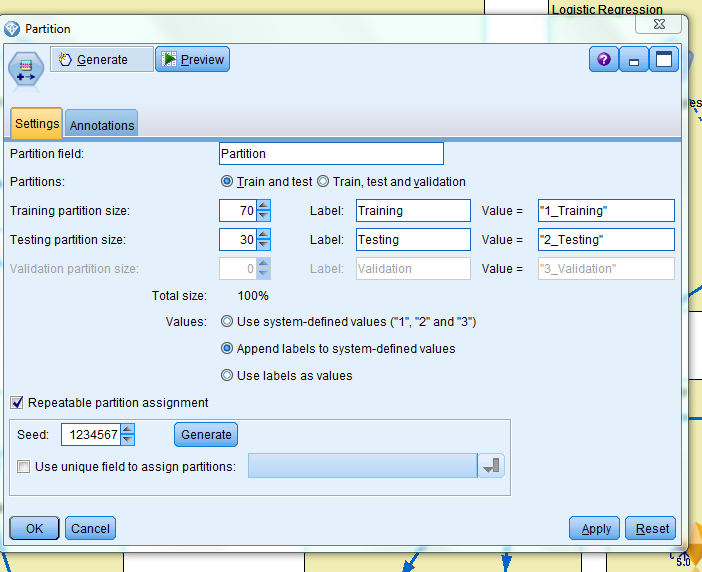 Logistic Regression
Partition
Generate
Preview
Settings
Annotations
Partition field:
Partition
Partitions:
Train and test
Train, test and validation
Training partition size:
70
Label:
Training
Value =
"1_Training"
Testing partition size:
30
Label:
Testing
Value =
"2_Testing"
Validation partition size:
0
Label:
Validation
Value =
"3_Validation"
Total size:
100%
Values:
Use system-defined values ("1", "2" and "3")
Append labels to system-defined values
Use labels as values
Repeatable partition assignment
Seed:
1234567
Generate
Use unique field to assign partitions:
OK
Cancel
Apply
Reset
5.0